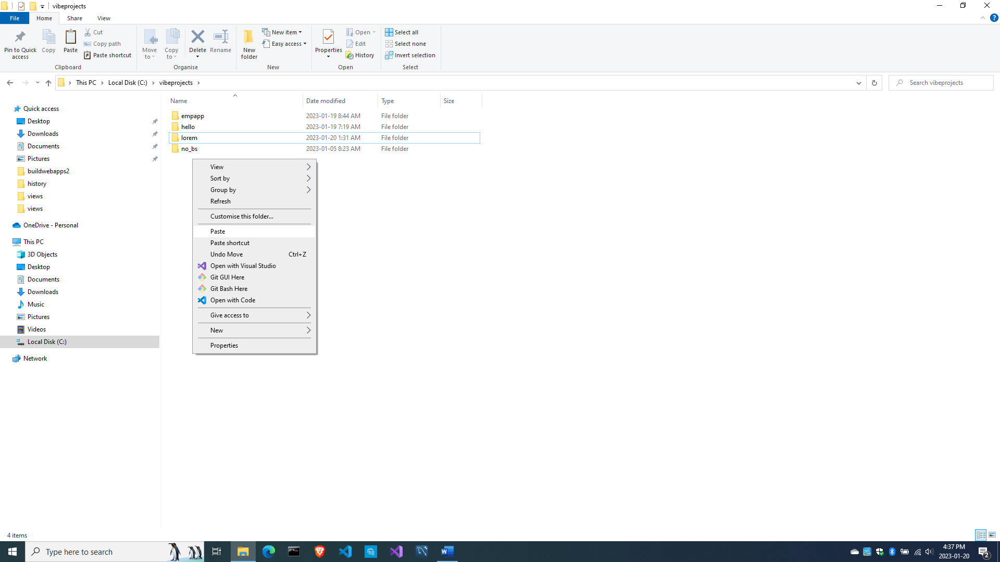 vibeprojects
File Home Share View
Pin to Quick access
Copy
Paste
Cut
Copy path
Paste shortcut
Clipboard
Move to
Copy to
Delete
Rename
Organise
New folder
New item
Easy access
New
Properties
Open
Edit
History
Open
Select all
Select none
Invert selection
Select
This PC Local Disk (C:) vibeprojects
Search vibeprojects
Name Date modified Type Size
empapp 2023-01-19 8:44 AM File folder
hello 2023-01-19 7:19 AM File folder
lorem 2023-01-20 1:31 AM File folder
no_bs 2023-01-05 8:23 AM File folder
Quick access
Desktop
Downloads
Documents
Pictures
buildwebapps2
history
views
views
OneDrive - Personal
This PC
3D Objects
Desktop
Documents
Downloads
Music
Pictures
Videos
Local Disk (C:)
Network
View
Sort by
Group by
Refresh
Customise this folder...
Paste
Paste shortcut
Undo Move Ctrl+Z
Open with Visual Studio
Git GUI Here
Git Bash Here
Open with Code
Give access to
New
Properties
4 items
Type here to search
4:37 PM
2023-01-20
2